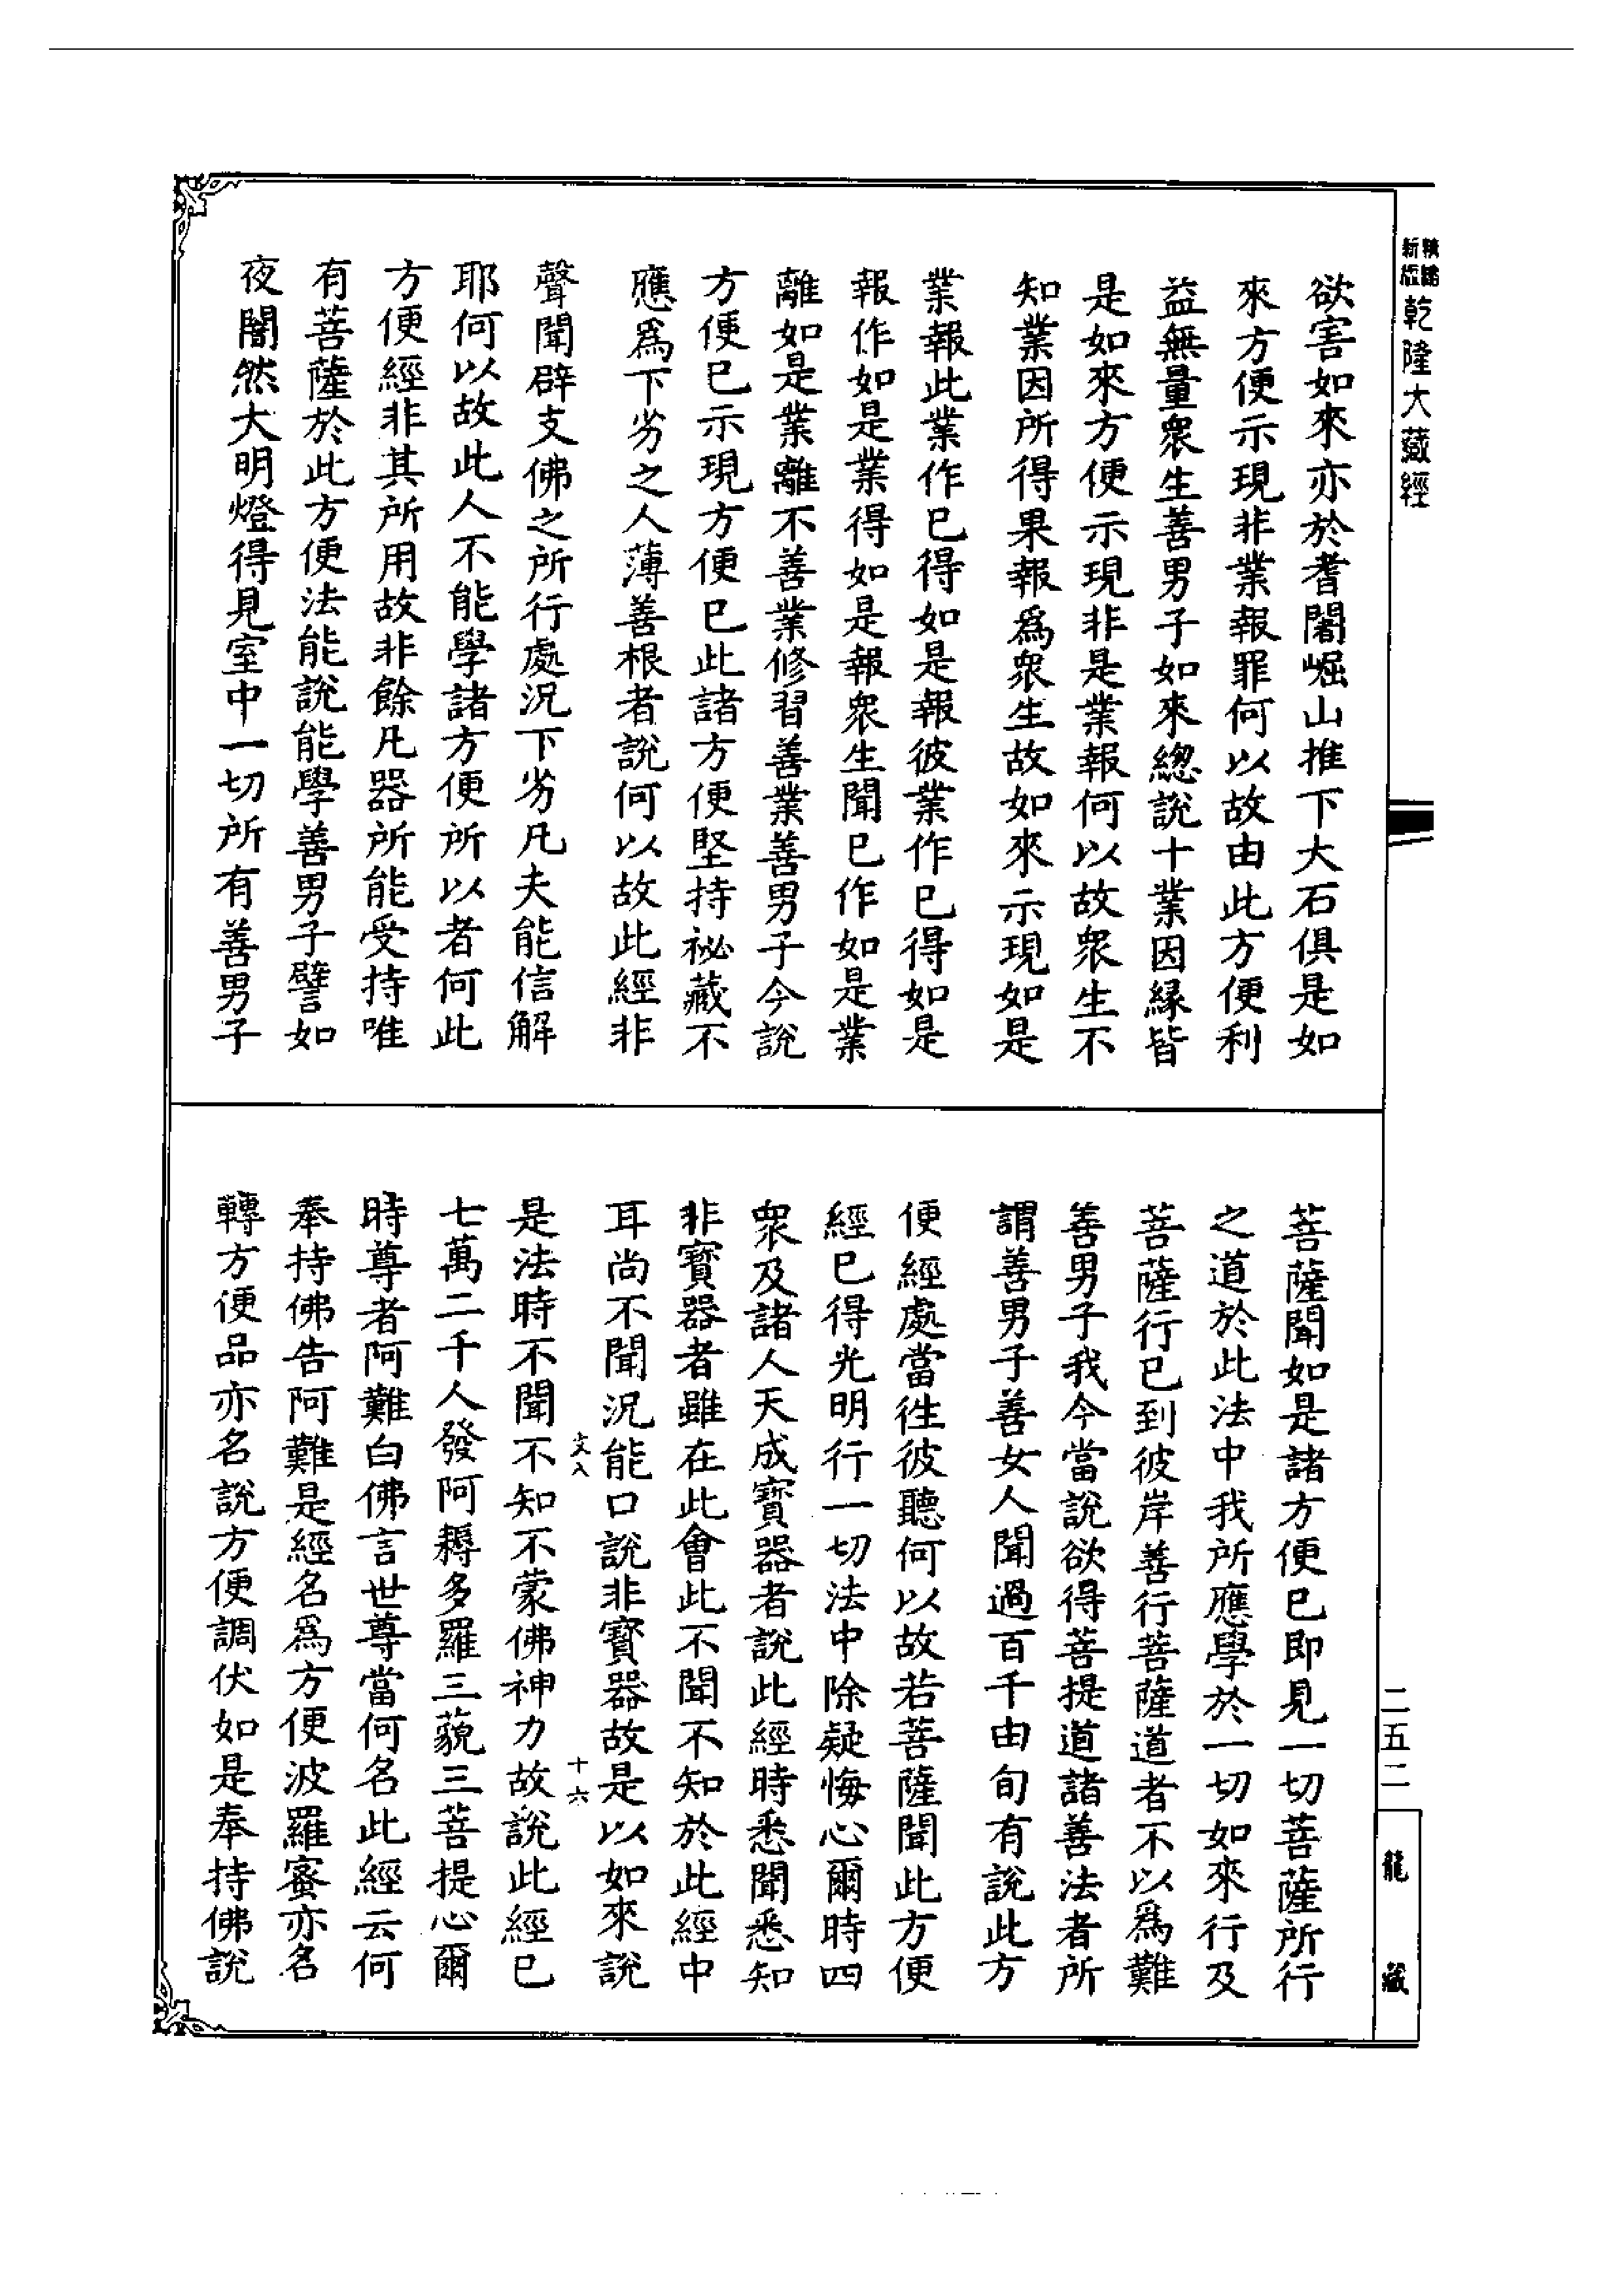 新版精縮乾隆大藏經
欲害如來亦於耆闍崛山推下大石俱是如
來方便示現非業報罪何以故由此方便利
益無量眾生善男子如來總說十業因緣皆
是如來方便示現非是業報何以故眾生不
知業因所得果報為眾生故如來示現如是
業報此業作已得如是報彼業作已得如是
報作如是業得如是報眾生聞已作如是業
離如是業離不善業修習善業善男子今說
方便已示現方便已此諸方便堅持祕藏不
應為下劣之人薄善根者說何以故此經非
聲聞辟支佛之所行處況下劣凡夫能信解
耶何以故此人不能學諸方便所以者何此
方便經非其所用故非餘凡器所能受持唯
有菩薩於此方便法能說能學善男子譬如
夜闇然大明燈得見室中一切所有善男子
菩薩聞如是諸方便已即見一切菩薩所行
之道於此法中我所應學於一切如來行及
菩薩行已到彼岸善行菩薩道者不以為難
善男子我今當說欲得菩提道諸善法者所
謂善男子善女人聞過百千由旬有說此方
便經處當往彼聽何以故若菩薩聞此方便
經已得光明行一切法中除疑悔心爾時四
眾及諸人天成寶器者說此經時悉聞悉知
非寶器者雖在此會此不聞不知於此經中
耳尚不聞況能口說非寶器故是以如來說
十六
是法時不聞不知不蒙佛神力故說此經已
七萬二千人發阿耨多羅三藐三菩提心爾
時尊者阿難白佛言世尊當何名此經云何
奉持佛告阿難是經名為方便波羅蜜亦名
轉方便品亦名說方便調伏如是奉持佛說
二五二
龍藏